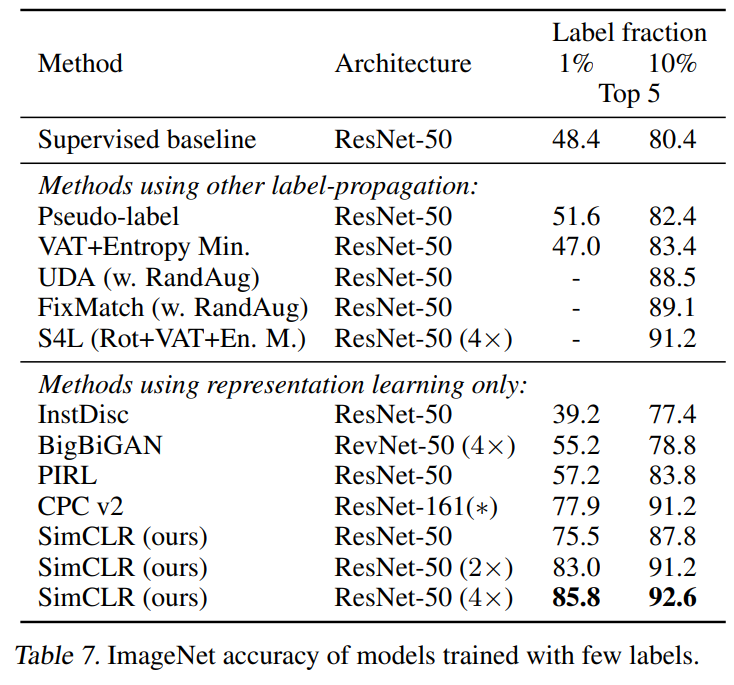 Label fraction
Method Architecture 1% 10%
Top 5
Supervised baseline ResNet-50 48.4 80.4
Methods using other label-propagation:
Pseudo-label ResNet-50 51.6 82.4
VAT+Entropy Min. ResNet-50 47.0 83.4
UDA (w. RandAug) ResNet-50 - 88.5
FixMatch (w. RandAug) ResNet-50 - 89.1
S4L (Rot+VAT+En. M.) ResNet-50 (4×) - 91.2
Methods using representation learning only:
InstDisc ResNet-50 39.2 77.4
BigBiGAN RevNet-50 (4×) 55.2 78.8
PIRL ResNet-50 57.2 83.8
CPC v2 ResNet-161(∗) 77.9 91.2
SimCLR (ours) ResNet-50 75.5 87.8
SimCLR (ours) ResNet-50 (2×) 83.0 91.2
SimCLR (ours) ResNet-50 (4×) 85.8 92.6
Table 7. ImageNet accuracy of models trained with few labels.